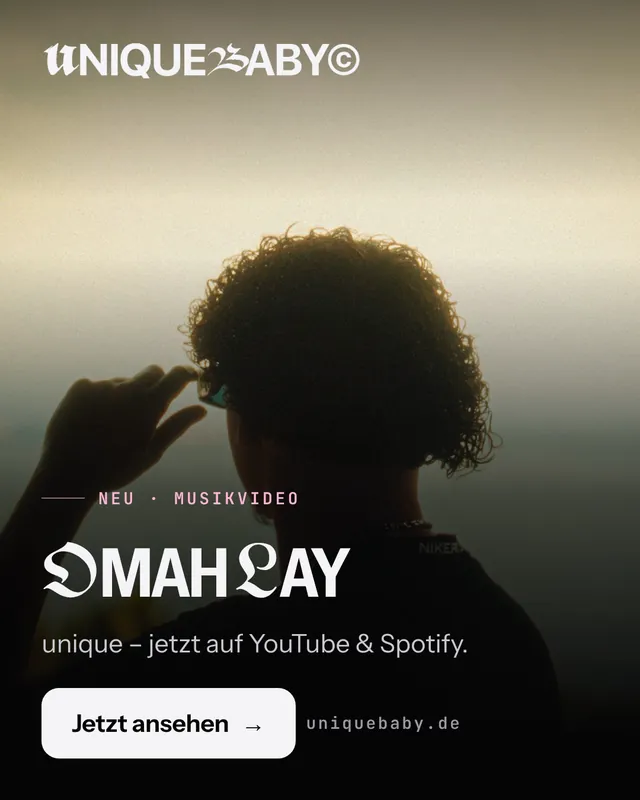 UNIQUEBABY©
NEU · MUSIKVIDEO
OMAH LAY
unique – jetzt auf YouTube & Spotify.
Jetzt ansehen →
uniquebaby.de